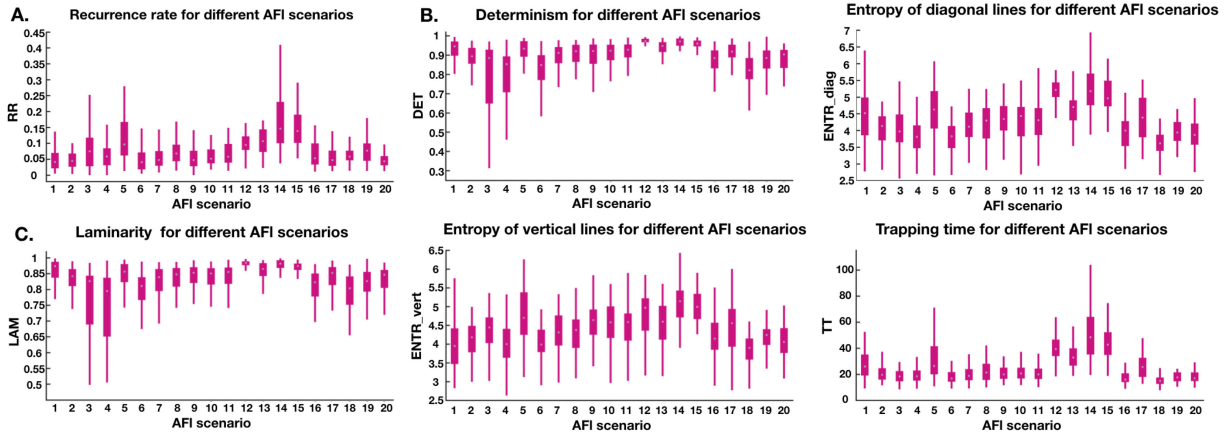 A.
Recurrence rate for different AFI scenarios
RR
0.45
0.4
0.35
0.3
0.25
0.2
0.15
0.1
0.05
0
1 2 3 4 5 6 7 8 9 10 11 12 13 14 15 16 17 18 19 20
AFI scenario
B.
Determinism for different AFI scenarios
DET
1
0.9
0.8
0.7
0.6
0.5
0.4
0.3
1 2 3 4 5 6 7 8 9 10 11 12 13 14 15 16 17 18 19 20
AFI scenario
Entropy of diagonal lines for different AFI scenarios
ENTR_diag
7
6.5
6
5.5
5
4.5
4
3.5
3
2.5
1 2 3 4 5 6 7 8 9 10 11 12 13 14 15 16 17 18 19 20
AFI scenario
C.
Laminarity for different AFI scenarios
LAM
1
0.95
0.9
0.85
0.85
0.75
0.7
0.65
0.6
0.55
0.5
1 2 3 4 5 6 7 8 9 10 11 12 13 14 15 16 17 18 19 20
AFI scenario
Entropy of vertical lines for different AFI scenarios
ENTR_vert
6.5
6
5.5
5
4.5
4
3.5
3
2.5
1 2 3 4 5 6 7 8 9 10 11 12 13 14 15 16 17 18 19 20
AFI scenario
Trapping time for different AFI scenarios
TT
100
80
60
40
20
0
1 2 3 4 5 6 7 8 9 10 11 12 13 14 15 16 17 18 19 20
AFI scenario